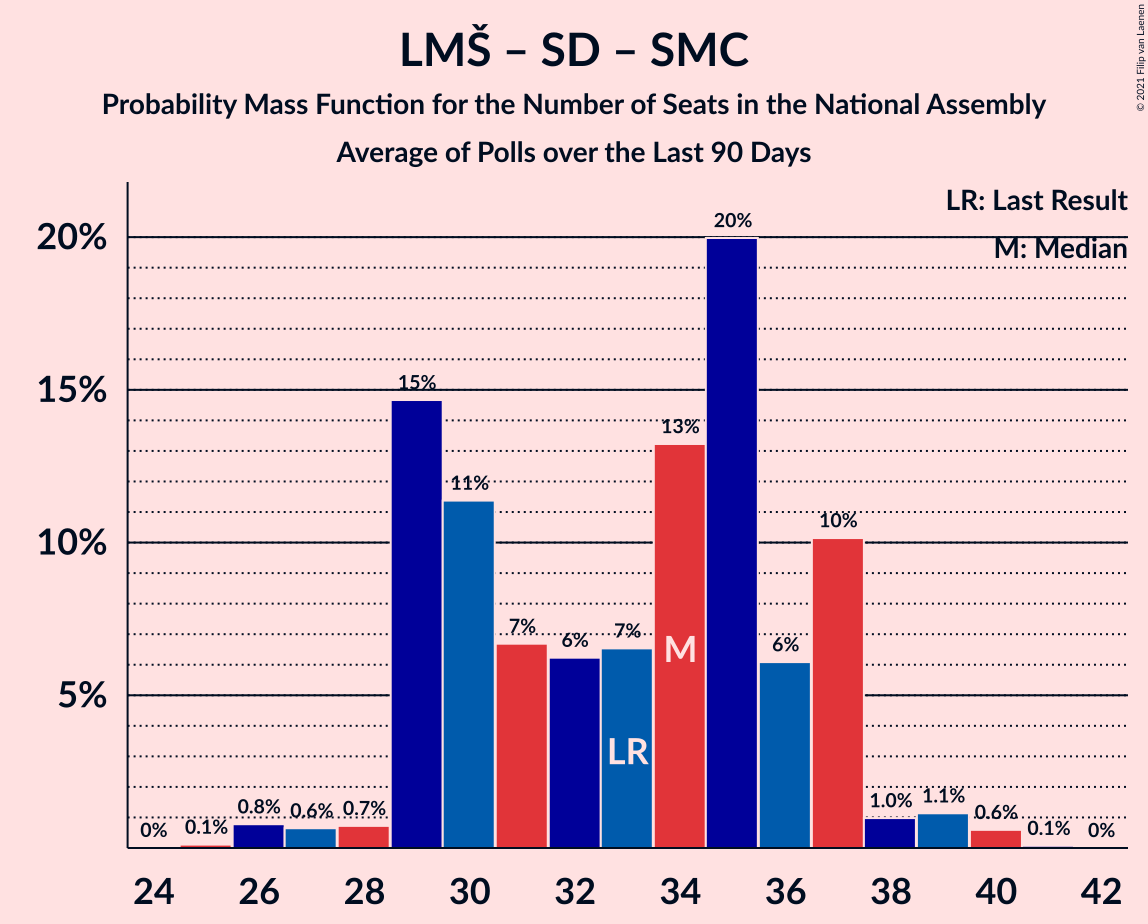 LMŠ – SD – SMC
Probability Mass Function for the Number of Seats in the National Assembly
Average of Polls over the Last 90 Days
© 2021 Filip van Laenen
LR: Last Result
M: Median
20%
15%
10%
5%
0%
0.1%
0.8%
0.6%
0.7%
15%
11%
7%
6%
7%
13%
20%
6%
10%
1.0%
1.1%
0.6%
0.1%
0%
LR
M
24 26 28 30 32 34 36 38 40 42